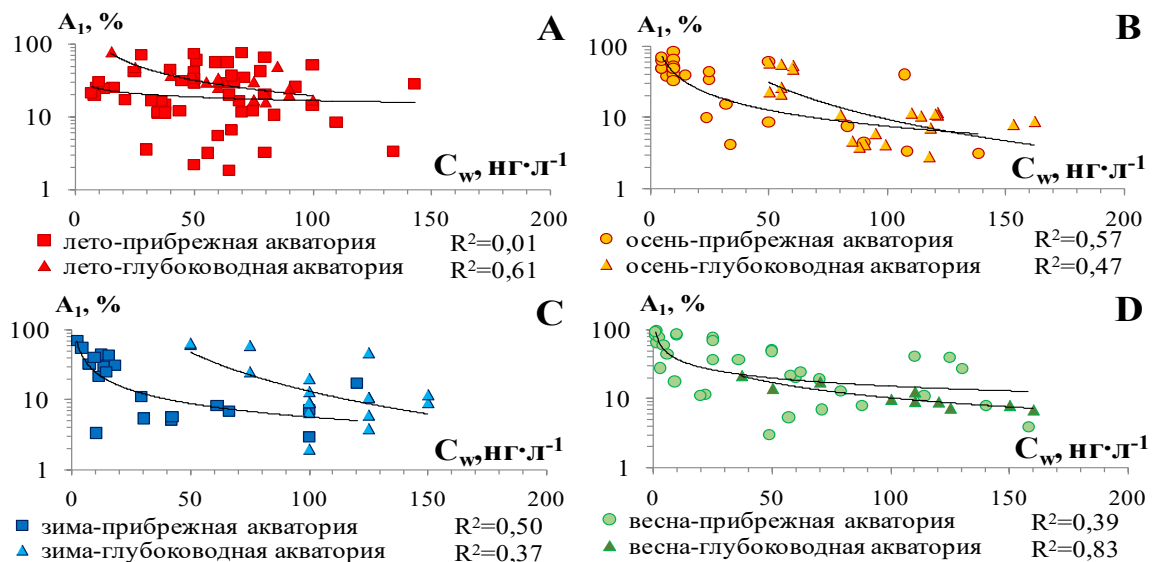 A₁, %
A
100
10
1
0
50
100
150
200
C_w, нг·л⁻¹
лето-прибрежная акватория R²=0,01
лето-глубоководная акватория R²=0,61
A₁, %
B
100
10
1
0
50
100
150
200
C_w, нг·л⁻¹
осень-прибрежная акватория R²=0,57
осень-глубоководная акватория R²=0,47
A₁, %
C
100
10
1
0
50
100
150
200
C_w,нг·л⁻¹
зима-прибрежная акватория R²=0,50
зима-глубоководная акватория R²=0,37
A₁, %
D
100
10
1
0
50
100
150
200
C_w, нг·л⁻¹
весна-прибрежная акватория R²=0,39
весна-глубоководная акватория R²=0,83